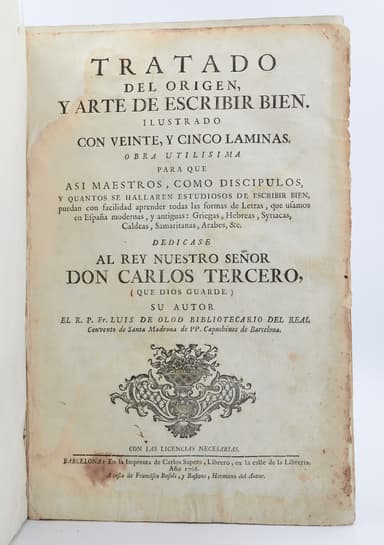 TRATADO
DEL ORIGEN,
Y ARTE DE ESCRIBIR BIEN.
ILUSTRADO
CON VEINTE, Y CINCO LAMINAS.
OBRA UTILISIMA
PARA QUE
ASI MAESTROS, COMO DISCIPULOS,
Y QUANTOS SE HALLAREN ESTUDIOSOS DE ESCRIBIR BIEN,
puedan con facilidad aprender todas las formas de Letras, que usamos
en España modernas, y antiguas: Griegas, Hebreas, Syriacas,
Caldeas, Samaritanas, Arabes, &c.
DEDICASE
AL REY NUESTRO SEÑOR
DON CARLOS TERCERO,
(QUE DIOS GUARDE)
SU AUTOR
EL R. P. Fr. LUIS DE OLOD BIBLIOTECARIO DEL REAL
Convento de Santa Madrona de PP. Capuchinos de Barcelona.
CON LAS LICENCIAS NECESARIAS.
BARCELONA: En la Imprenta de Carlos Sapera, Librero, en la calle de la Librería.
Año
A costa de Francisco Basols, y Bastons, Hermano del Autor.